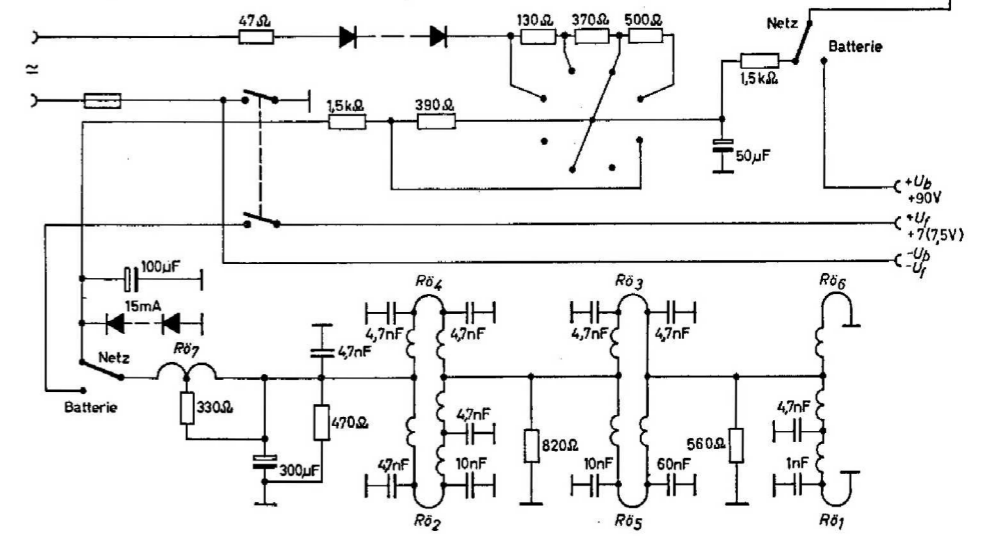 47Ω
130Ω 370Ω 500Ω
Netz
Batterie
≃
1,5kΩ
1,5kΩ 390Ω
50µF
+Ub
+90V
+Uf
+7(7,5V)
-Ub
-Uf
100µF
15mA
Rö7
Netz
Batterie
330Ω
300µF
4,7nF
470Ω
Rö4
4,7nF 4,7nF
4,7nF
47nF 10nF
Rö2
820Ω
Rö3
4,7nF 4,7nF
10nF 60nF
Rö5
560Ω
Rö6
4,7nF
1nF
Rö1